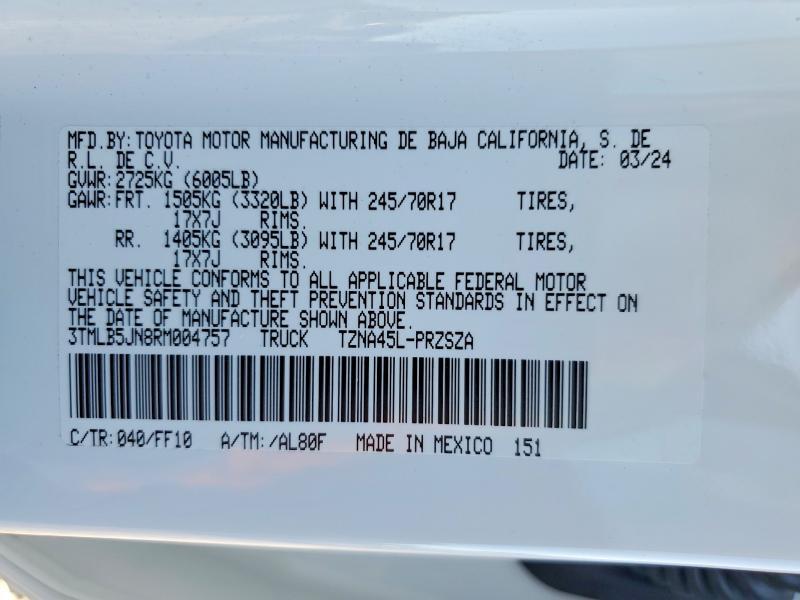 MFD.BY:TOYOTA MOTOR MANUFACTURING DE BAJA CALIFORNIA, S. DE
R.L. DE C.V. DATE: 03/24
GVWR:2725KG (6005LB)
GAWR:FRT. 1505KG (3320LB) WITH 245/70R17 TIRES,
17X7J RIMS.
RR. 1405KG (3095LB) WITH 245/70R17 TIRES,
17X7J RIMS.
THIS VEHICLE CONFORMS TO ALL APPLICABLE FEDERAL MOTOR
VEHICLE SAFETY AND THEFT PREVENTION STANDARDS IN EFFECT ON
THE DATE OF MANUFACTURE SHOWN ABOVE.
3TMLB5JN8RM004757 TRUCK TZNA45L-PRZSZA
C/TR:040/FF10 A/TM:/AL80F MADE IN MEXICO 151